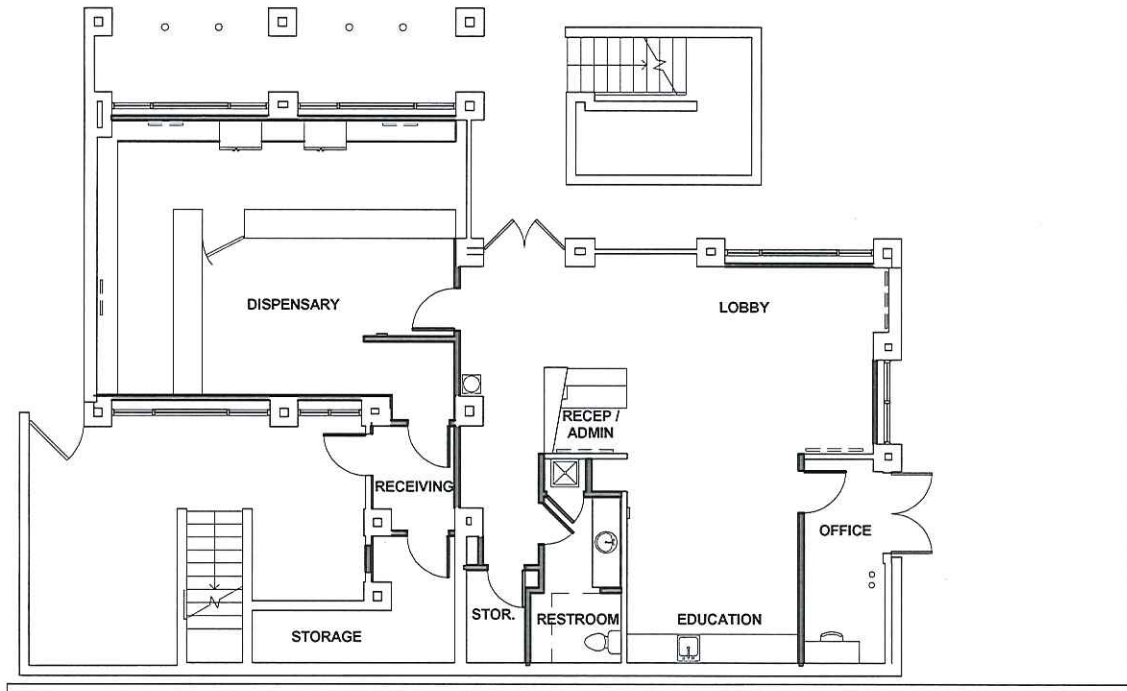 DISPENSARY
LOBBY
RECEP /
ADMIN
RECEIVING
OFFICE
STOR.
RESTROOM
EDUCATION
STORAGE